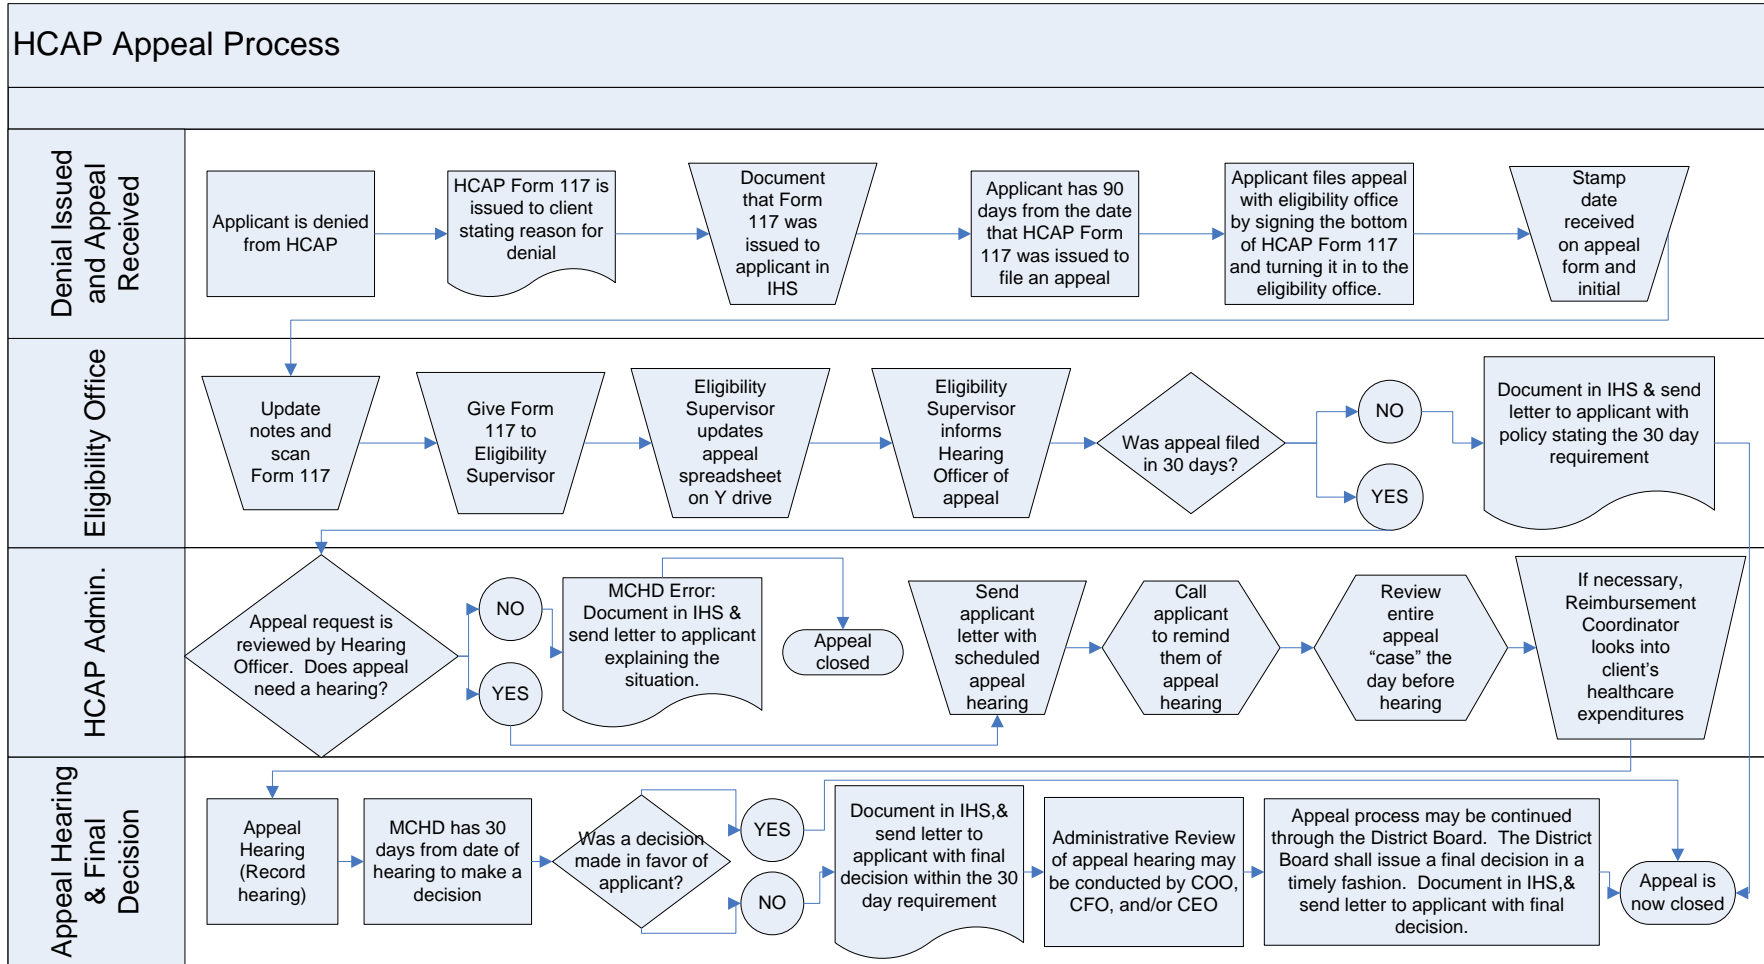 HCAP Appeal Process
Denial Issued
and Appeal
Received
Applicant is denied
from HCAP
HCAP Form 117 is
issued to client
stating reason for
denial
Document
that Form
117 was
issued to
applicant in
IHS
Applicant has 90
days from the date
that HCAP Form
117 was issued to
file an appeal
Applicant files appeal
with eligibility office
by signing the bottom
of HCAP Form 117
and turning it in to the
eligibility office.
Stamp
date
received
on appeal
form and
initial
Eligibility Office
Update
notes and
scan
Form 117
Give Form
117 to
Eligibility
Supervisor
Eligibility
Supervisor
updates
appeal
spreadsheet
on Y drive
Eligibility
Supervisor
informs
Hearing
Officer of
appeal
Was appeal filed
in 30 days?
NO
YES
Document in IHS & send
letter to applicant with
policy stating the 30 day
requirement
HCAP Admin.
Appeal request is
reviewed by Hearing
Officer. Does appeal
need a hearing?
NO
YES
MCHD Error:
Document in IHS &
send letter to applicant
explaining the
situation.
Appeal
closed
Send
applicant
letter with
scheduled
appeal
hearing
Call
applicant
to remind
them of
appeal
hearing
Review
entire
appeal
“case” the
day before
hearing
If necessary,
Reimbursement
Coordinator
looks into
client’s
healthcare
expenditures
Appeal Hearing
& Final
Decision
Appeal
Hearing
(Record
hearing)
MCHD has 30
days from date of
hearing to make a
decision
Was a decision
made in favor of
applicant?
YES
NO
Document in IHS,&
send letter to
applicant with final
decision within the 30
day requirement
Administrative Review
of appeal hearing may
be conducted by COO,
CFO, and/or CEO
Appeal process may be continued
through the District Board. The District
Board shall issue a final decision in a
timely fashion. Document in IHS,&
send letter to applicant with final
decision.
Appeal is
now closed